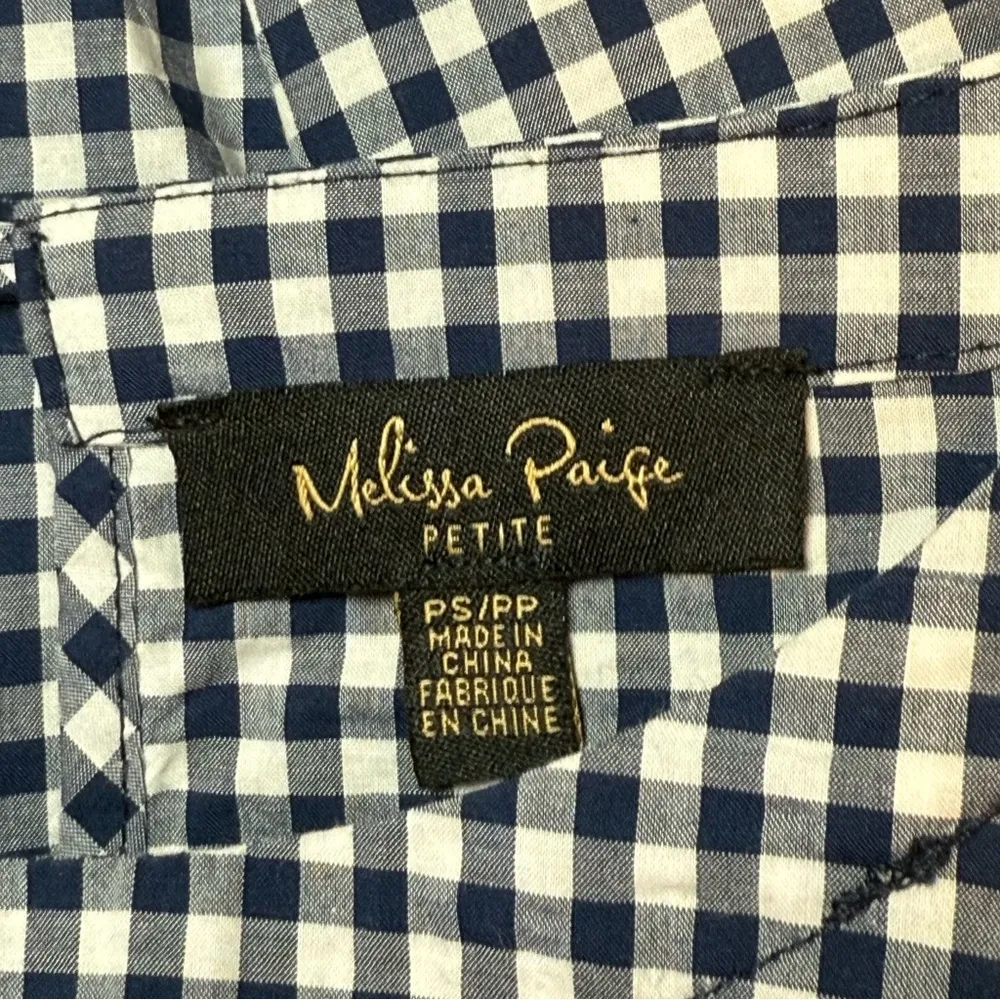 Melissa Paige
PETITE
PS/PP
MADE IN
CHINA
FABRIQUE
EN CHINE